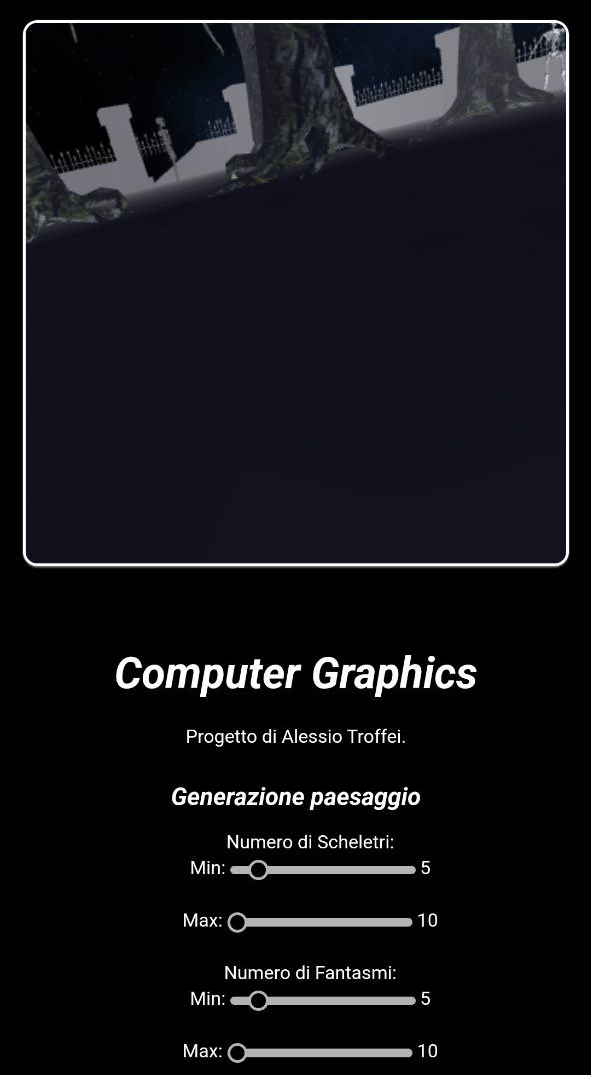 Computer Graphics
Progetto di Alessio Troffei.
Generazione paesaggio
Numero di Scheletri:
Min: 5
Max: 10
Numero di Fantasmi:
Min: 5
Max: 10